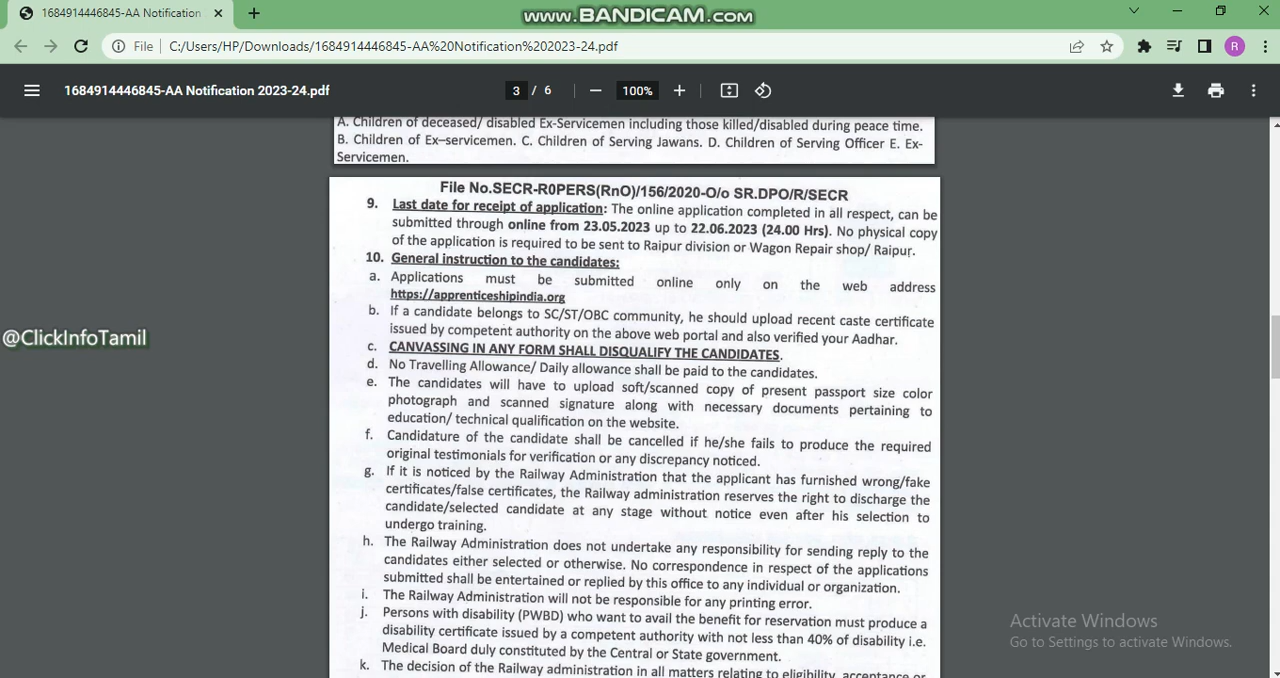 1684914446845-AA Notification
www.BANDICAM.com
File
C:/Users/HP/Downloads/1684914446845-AA%20Notification%202023-24.pdf
R
1684914446845-AA Notification 2023-24.pdf
3 / 6
100%
A. Children of deceased/ disabled Ex-Servicemen including those killed/disabled during peace time.
B. Children of Ex–servicemen. C. Children of Serving Jawans. D. Children of Serving Officer E. Ex-
Servicemen.
File No.SECR-R0PERS(RnO)/156/2020-O/o SR.DPO/R/SECR
9. Last date for receipt of application: The online application completed in all respect, can be
submitted through online from 23.05.2023 up to 22.06.2023 (24.00 Hrs). No physical copy
of the application is required to be sent to Raipur division or Wagon Repair shop/ Raipur.
10. General instruction to the candidates:
a. Applications must be submitted online only on the web address
https://apprenticeshipindia.org
b. If a candidate belongs to SC/ST/OBC community, he should upload recent caste certificate
issued by competent authority on the above web portal and also verified your Aadhar.
c. CANVASSING IN ANY FORM SHALL DISQUALIFY THE CANDIDATES.
d. No Travelling Allowance/ Daily allowance shall be paid to the candidates.
e. The candidates will have to upload soft/scanned copy of present passport size color
photograph and scanned signature along with necessary documents pertaining to
education/ technical qualification on the website.
f. Candidature of the candidate shall be cancelled if he/she fails to produce the required
original testimonials for verification or any discrepancy noticed.
g. If it is noticed by the Railway Administration that the applicant has furnished wrong/fake
certificates/false certificates, the Railway administration reserves the right to discharge the
candidate/selected candidate at any stage without notice even after his selection to
undergo training.
h. The Railway Administration does not undertake any responsibility for sending reply to the
candidates either selected or otherwise. No correspondence in respect of the applications
submitted shall be entertained or replied by this office to any individual or organization.
i. The Railway Administration will not be responsible for any printing error.
j. Persons with disability (PWBD) who want to avail the benefit for reservation must produce a
disability certificate issued by a competent authority with not less than 40% of disability i.e.
Medical Board duly constituted by the Central or State government.
k. The decision of the Railway administration in all matters relating to eligibility, acceptance or
@ClickInfoTamil
Activate Windows
Go to Settings to activate Windows.